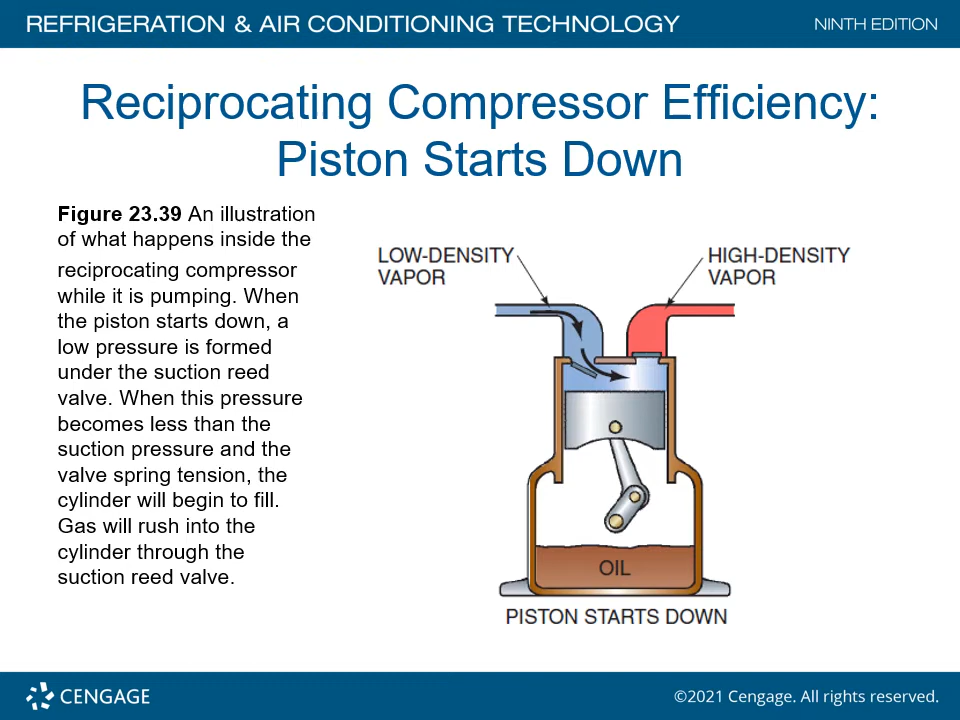 REFRIGERATION & AIR CONDITIONING TECHNOLOGY
NINTH EDITION
Reciprocating Compressor Efficiency:
Piston Starts Down
Figure 23.39 An illustration
of what happens inside the
reciprocating compressor
while it is pumping. When
the piston starts down, a
low pressure is formed
under the suction reed
valve. When this pressure
becomes less than the
suction pressure and the
valve spring tension, the
cylinder will begin to fill.
Gas will rush into the
cylinder through the
suction reed valve.
LOW-DENSITY
VAPOR
HIGH-DENSITY
VAPOR
OIL
PISTON STARTS DOWN
CENGAGE
©2021 Cengage. All rights reserved.